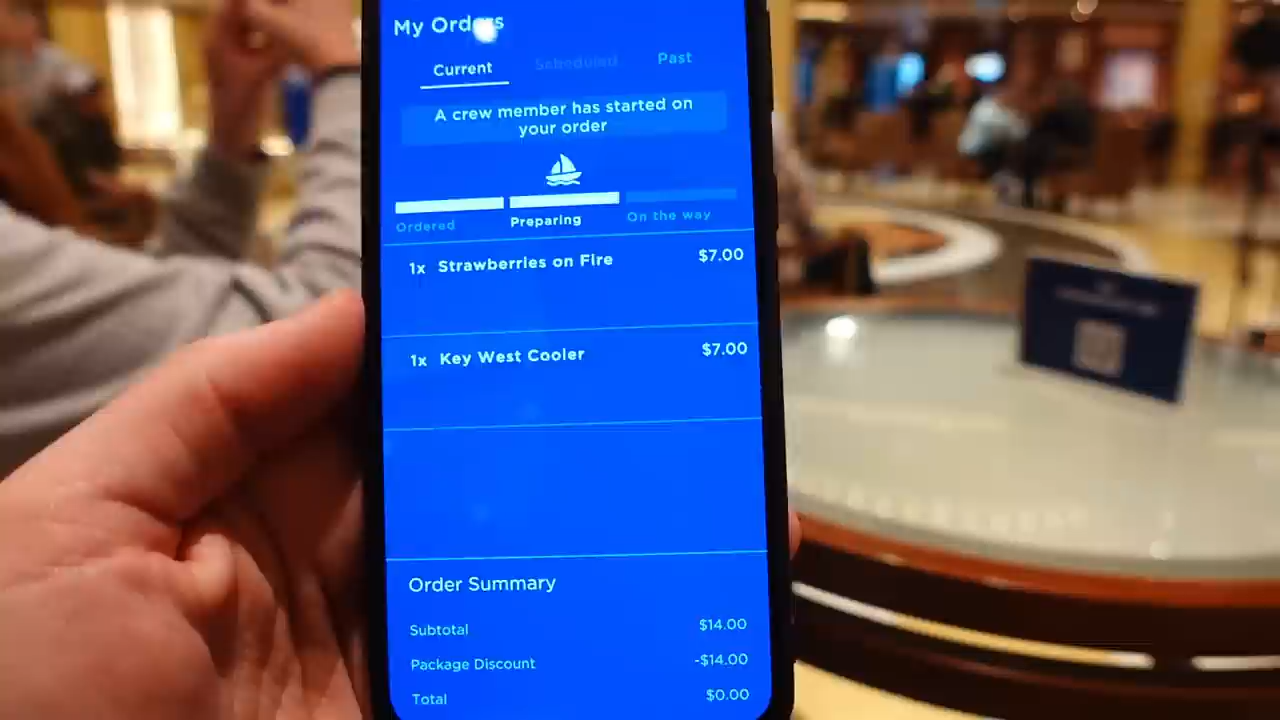 My Orders
Current Scheduled Past
A crew member has started on
your order
Ordered Preparing On the way
1x Strawberries on Fire $7.00
1x Key West Cooler $7.00
Order Summary
Subtotal $14.00
Package Discount -$14.00
Total $0.00